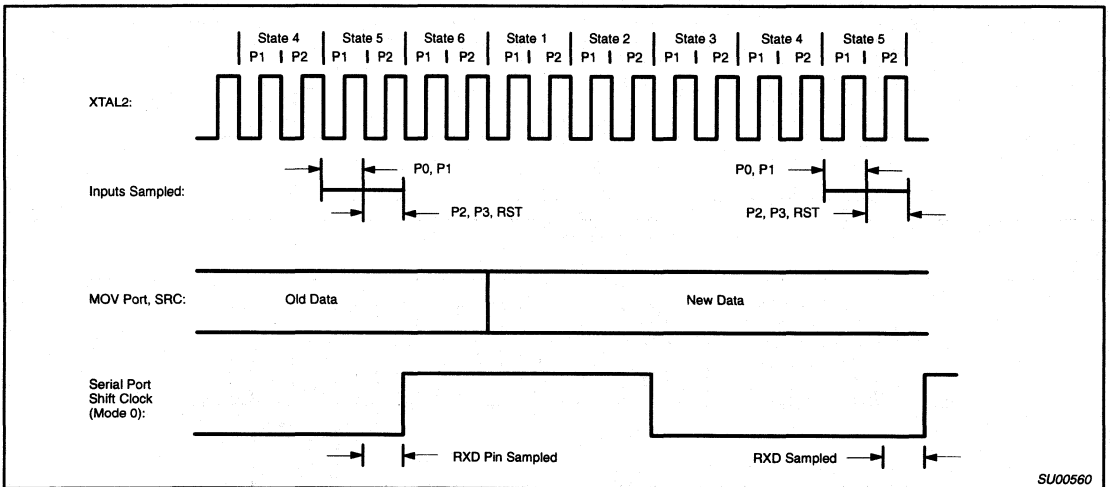 State 4 State 5 State 6 State 1 State 2 State 3 State 4 State 5
P1 P2 P1 P2 P1 P2 P1 P2 P1 P2 P1 P2 P1 P2 P1 P2
XTAL2:
P0, P1 P0, P1
Inputs Sampled:
P2, P3, RST P2, P3, RST
MOV Port, SRC: Old Data New Data
Serial Port
Shift Clock
(Mode 0):
RXD Pin Sampled RXD Sampled
SU00560